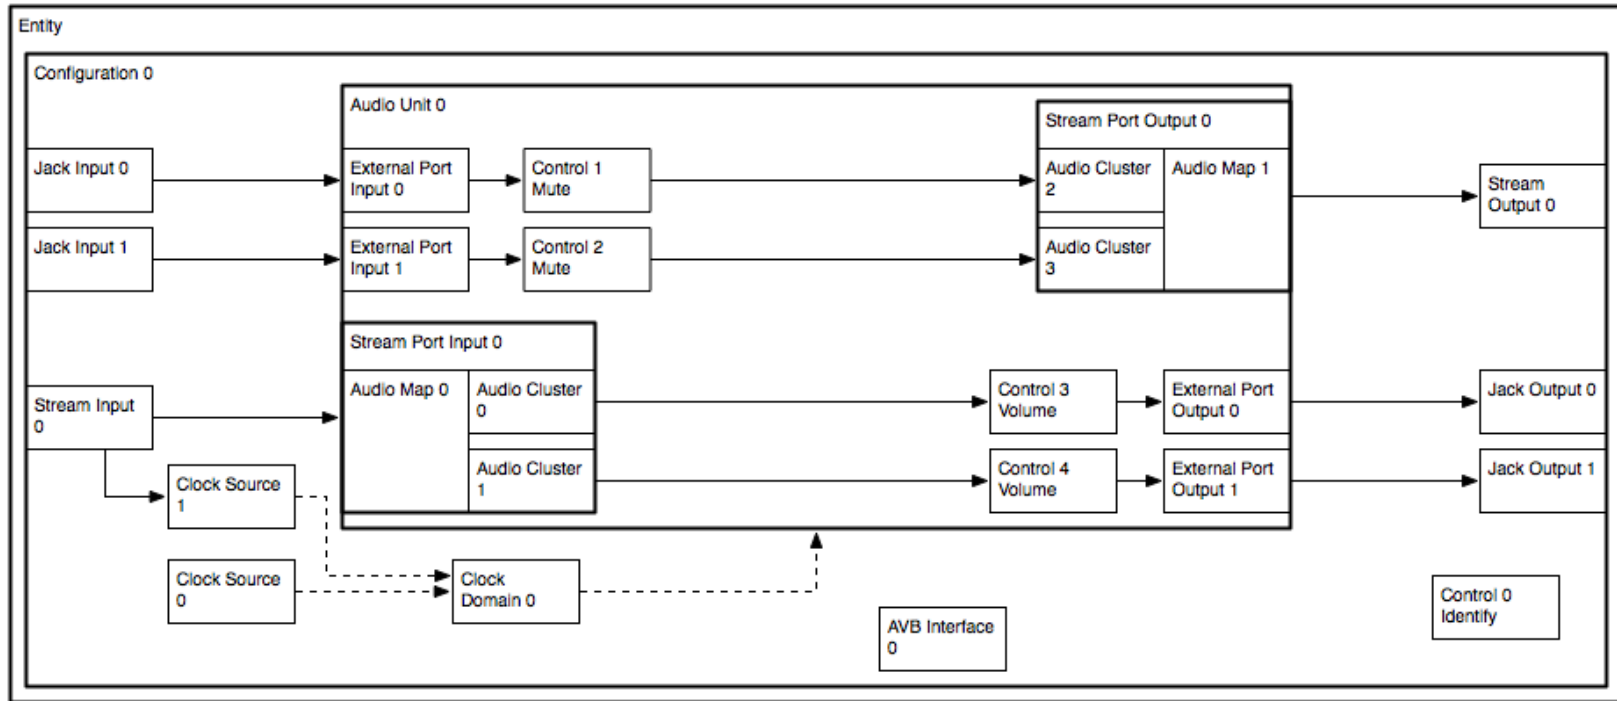 Entity
Configuration 0
Audio Unit 0
Stream Port Output 0
Jack Input 0
External Port
Input 0
Control 1
Mute
Audio Cluster
2
Audio Map 1
Stream
Output 0
Jack Input 1
External Port
Input 1
Control 2
Mute
Audio Cluster
3
Stream Port Input 0
Stream Input
0
Audio Map 0
Audio Cluster
0
Control 3
Volume
External Port
Output 0
Jack Output 0
Audio Cluster
1
Control 4
Volume
External Port
Output 1
Jack Output 1
Clock Source
1
Clock Source
0
Clock
Domain 0
AVB Interface
0
Control 0
Identify